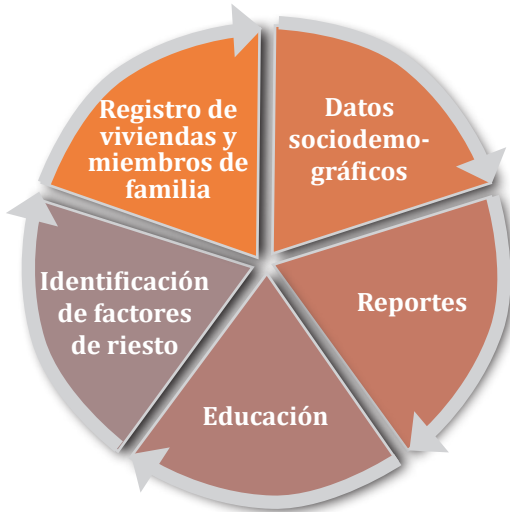 Registro de
viviendas y
miembros de
familia
Datos
sociodemo-
gráficos
Reportes
Educación
Identificación
de factores
de riesto